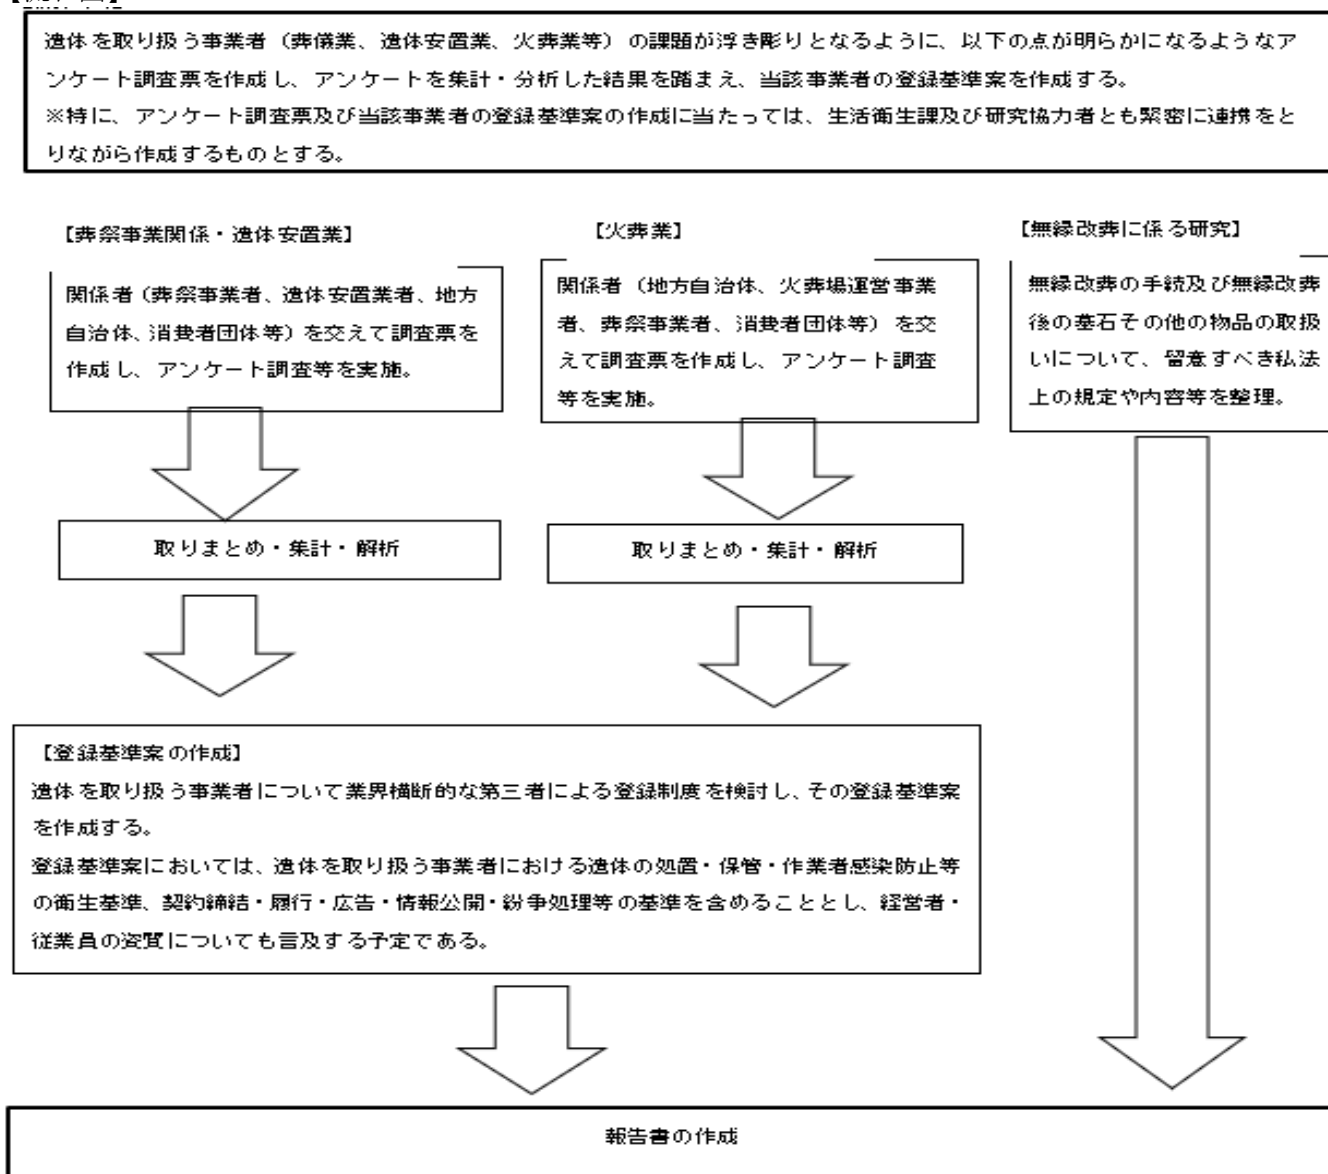 遺体を取り扱う事業者（葬儀業、遺体安置業、火葬業等）の課題が浮き彫りとなるように、以下の点が明らかになるようなア
ンケート調査票を作成し、アンケートを集計・分析した結果を踏まえ、当該事業者の登録基準案を作成する。
※特に、アンケート調査票及び当該事業者の登録基準案の作成に当たっては、生活衛生課及び研究協力者とも緊密に連携をと
りながら作成するものとする。
【葬祭事業関係・遺体安置業】
関係者（葬祭事業者、遺体安置業者、地方
自治体、消費者団体等）を交えて調査票を
作成し、アンケート調査等を実施。
取りまとめ・集計・解析
【火葬業】
関係者（地方自治体、火葬場運営事業
者、葬祭事業者、消費者団体等）を交
えて調査票を作成し、アンケート調査
等を実施。
取りまとめ・集計・解析
【無縁改葬に係る研究】
無縁改葬の手続及び無縁改葬
後の墓石その他の物品の取扱
いについて、留意すべき私法
上の規定や内容等を整理。
【登録基準案の作成】
遺体を取り扱う事業者について業界横断的な第三者による登録制度を検討し、その登録基準案
を作成する。
登録基準案においては、遺体を取り扱う事業者における遺体の処置・保管・作業者感染防止等
の衛生基準、契約締結・履行・広告・情報公開・紛争処理等の基準を含めることとし、経営者・
従業員の資質についても言及する予定である。
報告書の作成